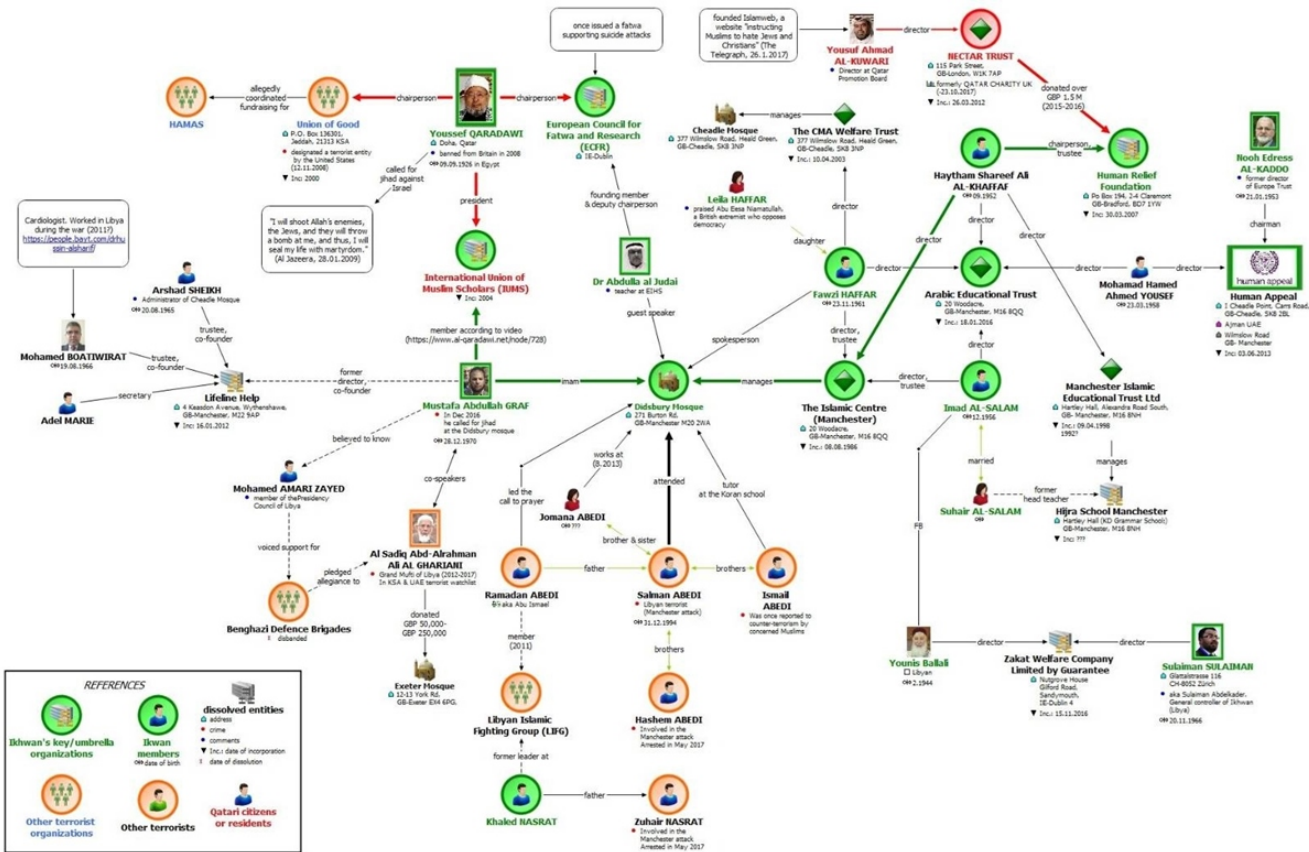 once issued a fatwa
supporting suicide attacks
founded Islamweb, a
website "instructing
Muslims to hate Jews and
Christians" (The
Telegraph, 26.1.2017)
Yousuf Ahmad
AL-KUWARI
Director at Qatar
Promotion Board
director
NECTAR TRUST
115 Park Street,
GB-London, W1K 7AP
formerly QATAR CHARITY UK
(-23.10.2017)
Inc.: 26.03.2012
donated over
GBP 1.5 M
(2015-2016)
HAMAS
allegedly
coordinated
fundraising for
Union of Good
P.O. Box 136301,
Jeddah, 21313 KSA
designated a terrorist entity
by the United States
(12.11.2008)
Inc: 2000
chairperson
Youssef QARADAWI
Doha, Qatar
banned from Britain in 2008
09.09.1926 in Egypt
chairperson
European Council for
Fatwa and Research
(ECFR)
IE-Dublin
called for
jihad against
Israel
president
"I will shoot Allah's enemies,
the Jews, and they will throw
a bomb at me, and thus, I will
seal my life with martyrdom."
(Al Jazeera, 28.01.2009)
International Union of
Muslim Scholars (IUMS)
Inc: 2004
founding member
& deputy chairperson
Dr Abdulla al Judai
teacher at EIHS
guest speaker
Cheadle Mosque
377 Wilmslow Road, Heald Green,
GB-Cheadle, SK8 3NP
manages
The CMA Welfare Trust
377 Wilmslow Road, Heald Green,
GB-Cheadle, SK8 3NP
Inc.: 10.04.2003
Leila HAFFAR
praised Abu Eesa Niamatullah,
a British extremist who opposes
democracy
daughter
director
Haytham Shareef Ali
AL-KHAFFAF
09.1952
chairperson,
trustee
Human Relief
Foundation
Po Box 194, 2-4 Claremont
GB-Bradford, BD7 1YW
Inc: 30.03.2007
Nooh Edress
AL-KADDO
former director
of Europe Trust
21.01.1953
chairman
Human Appeal
1 Cheadle Point, Carrs Road,
GB-Cheadle, SK8 2BL
Ajman UAE
Wilmslow
Road
GB- Manchester
Inc: 03.06.2013
director
director
director
Fawzi HAFFAR
23.11.1961
director
Arabic Educational Trust
20 Woodacre,
GB-Manchester, M16 8QQ
Inc: 18.01.2016
director
Mohamad Hamed
Ahmed YOUSEF
23.03.1958
director
Cardiologist. Worked in Libya
during the war (2011?)
https://people.bayt.com/drhu
ssin-alsharif/
Arshad SHEIKH
Administrator of Cheadle Mosque
20.08.1965
trustee,
co-founder
Mohamed BOATIWIRAT
19.08.1966
trustee,
co-founder
secretary
Adel MARIE
Lifeline Help
4 Keasdon Avenue, Wythenshawe,
GB-Manchester, M22 9AP
Inc: 16.01.2012
former
director,
co-founder
member according to video
(https://www.al-qaradawi.net/node/728)
Mustafa Abdullah GRAF
In Dec 2016
he called for jihad
at the Didsbury mosque
28.12.1970
imam
spokesperson
Didsbury Mosque
271 Burton Rd,
GB-Manchester M20 2WA
manages
director,
trustee
The Islamic Centre
(Manchester)
20 Woodacre,
GB-Manchester, M16 8QQ
Inc.: 08.08.1986
director,
trustee
director
Imad AL-SALAM
12.1956
Manchester Islamic
Educational Trust Ltd
Hartley Hall, Alexandra Road South,
GB- Manchester, M16 8NH
Inc.: 09.04.1998
1992?
manages
married
Suhair AL-SALAM
former
head teacher
Hijra School Manchester
Hartley Hall (KD Grammar School)
GB-Manchester, M16 8NH
Inc: ???
believed to know
Mohamed AMARI ZAYED
member of thePresidency
Council of Libya
voiced support for
Benghazi Defence Brigades
disbanded
pledged
allegiance to
co-speakers
Al Sadiq Abd-Alrahman
Ali AL GHARIANI
Grand Mufti of Libya (2012-2017)
In KSA & UAE terrorist watchlist
donated
GBP 50,000-
GBP 250,000
Exeter Mosque
12-13 York Rd.
GB-Exeter EX4 6PG.
led the
call to prayer
works at
(8.2013)
attended
tutor
at the Koran school
Jomana ABEDI
???
brother & sister
Ramadan ABEDI
aka Abu Ismael
father
Salman ABEDI
Libyan terrorist
(Manchester attack)
31.12.1994
brothers
Ismail
ABEDI
Was once reported to
counter-terrorism by
concerned Muslims
member
(2011)
brothers
Libyan Islamic
Fighting Group (LIFG)
Hashem ABEDI
Involved in the
Manchester attack
Arrested in May 2017
former leader at
Khaled NASRAT
father
Zuhair NASRAT
Involved in the
Manchester attack
Arrested in May 2017
FB
Younis Ballali
Libyan
2.1944
director
Zakat Welfare Company
Limited by Guarantee
Nutgrove House
Gilford Road,
Sandymouth,
IE-Dublin 4
Inc.: 15.11.2016
director
Sulaiman SULAIMAN
Glattalstrasse 116
CH-8052 Zürich
aka Sulaiman Abdelkader,
General controller of Ikhwan
(Libya)
20.11.1966
REFERENCES
Ikhwan's key/umbrella
organizations
Ikwan
members
date of birth
dissolved entities
address
crime
comments
Inc.: date of incorporation
date of dissolution
Other terrorist
organizations
Other terrorists
Qatari citizens
or residents